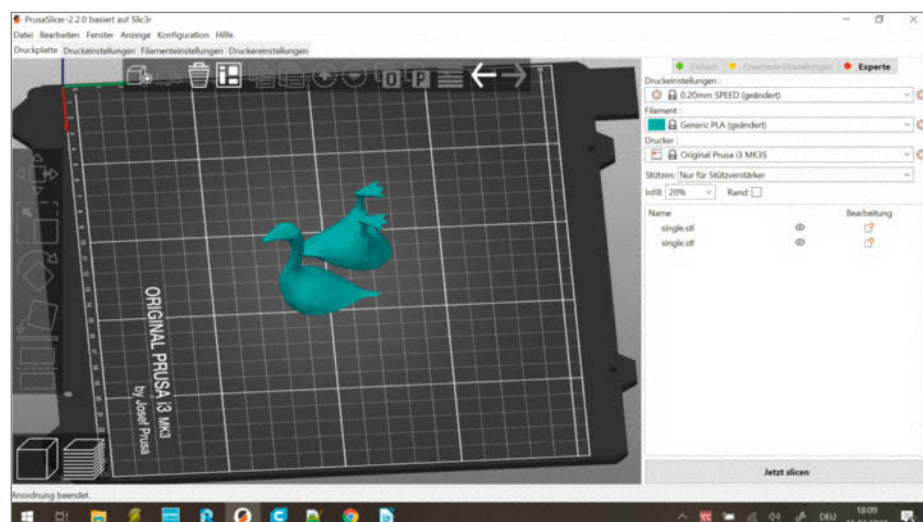 PrusaSlicer-2.2.0 basiert auf Slic3r
Datei Bearbeiten Fenster Anzeige Konfiguration Hilfe
Druckplatte Druckeinstellungen Filamenteinstellungen Druckereinstellungen
Einfach Erweiterte Einstellungen Experte
Druckeinstellungen :
0.20mm SPEED (geändert)
Filament :
Generic PLA (geändert)
Drucker :
Original Prusa i3 MK3S
Stützen: Nur für Stützverstärker
Infill: 20% Rand:
Name Bearbeitung
single.stl
single.stl
ORIGINAL PRUSA i3 MK3
by Josef Prusa
Jetzt slicen
Anordnung beendet.
DEU
18:09